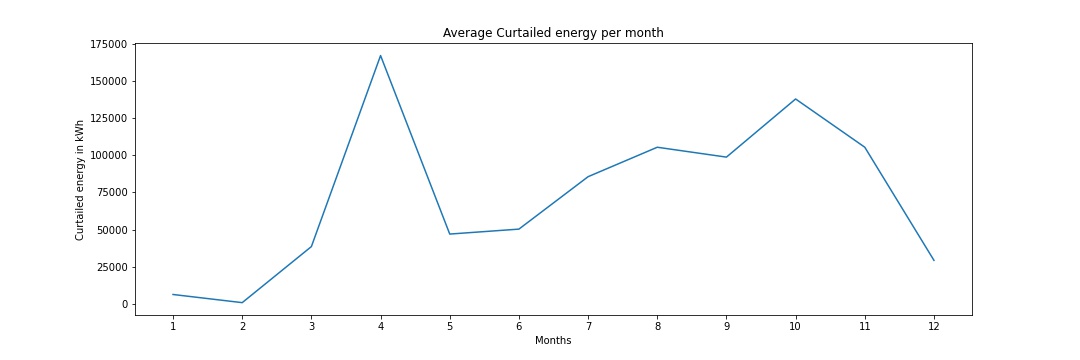 Average Curtailed energy per month
175000
150000
125000
100000
75000
50000
25000
0
Curtailed energy in kWh
1 2 3 4 5 6 7 8 9 10 11 12
Months